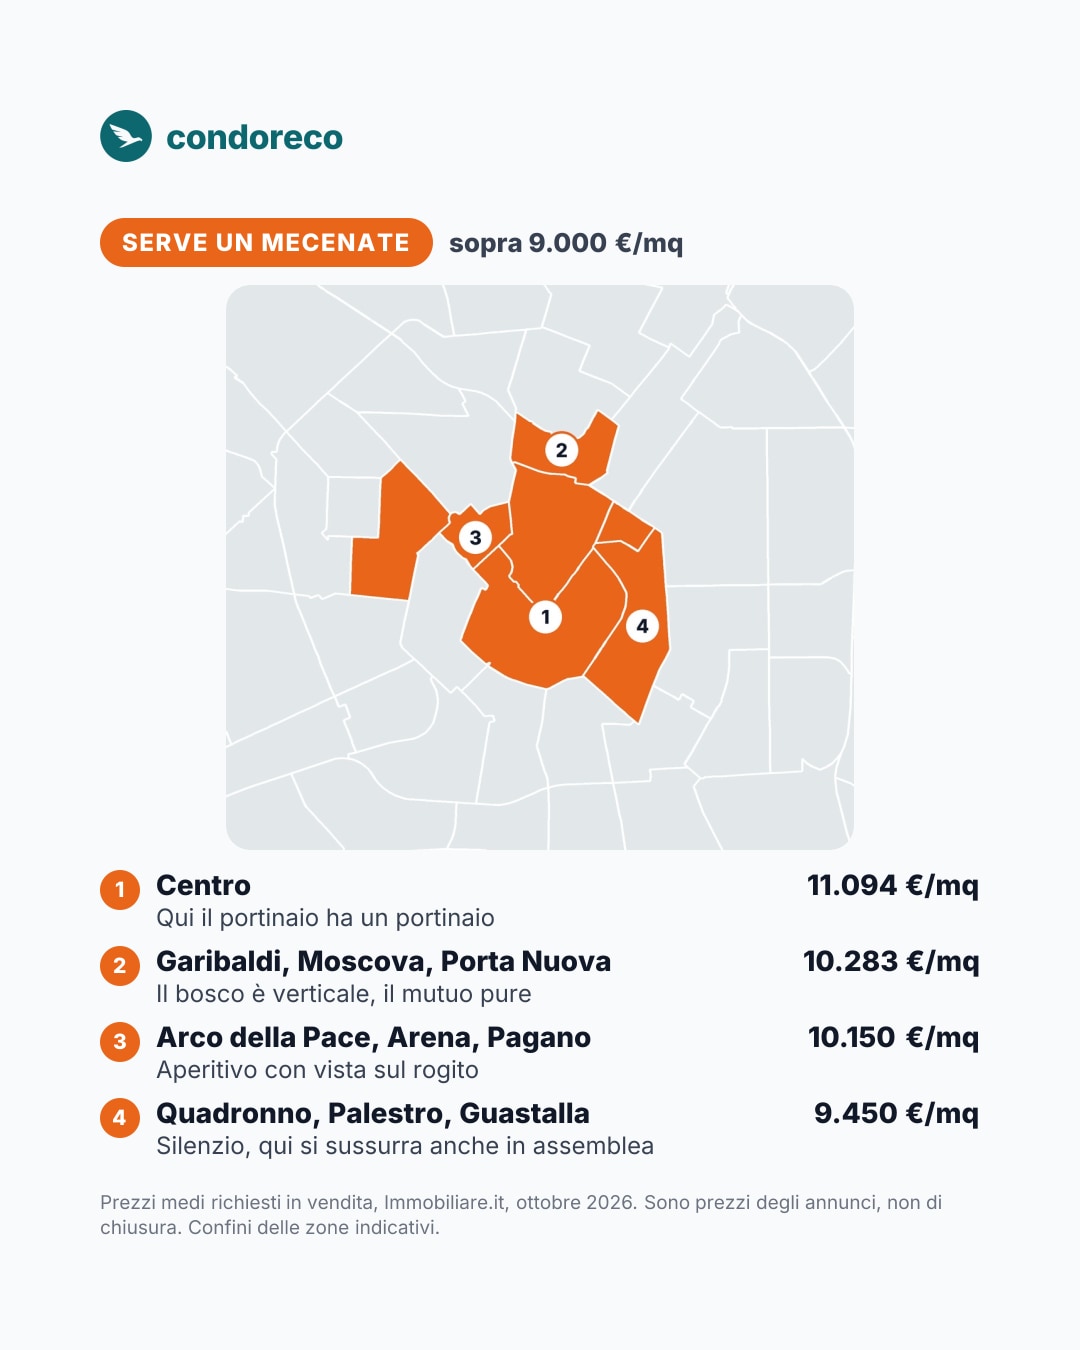 condoreco
SERVE UN MECENATE sopra 9.000 €/mq
2
3
1
4
1 Centro 11.094 €/mq
Qui il portinaio ha un portinaio
2 Garibaldi, Moscova, Porta Nuova 10.283 €/mq
Il bosco è verticale, il mutuo pure
3 Arco della Pace, Arena, Pagano 10.150 €/mq
Aperitivo con vista sul rogito
4 Quadronno, Palestro, Guastalla 9.450 €/mq
Silenzio, qui si sussurra anche in assemblea
Prezzi medi richiesti in vendita, Immobiliare.it, ottobre 2026. Sono prezzi degli annunci, non di
chiusura. Confini delle zone indicativi.